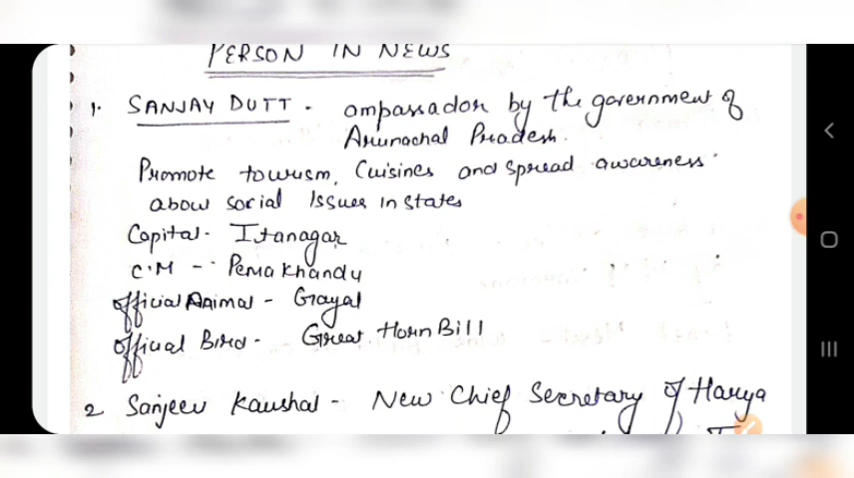 PERSON IN NEWS
1. SANJAY DUTT - ampassador by the government of
Arunachal Pradesh.
Promote tourism, Cuisines and spread awareness
abow social Issues in states
Capital - Itanagar
C.M - Pema Khandu
official Animal - Gayal
official Bird - Great Horn Bill
2 Sanjeev Kaushal - New Chief Secretary of Harya